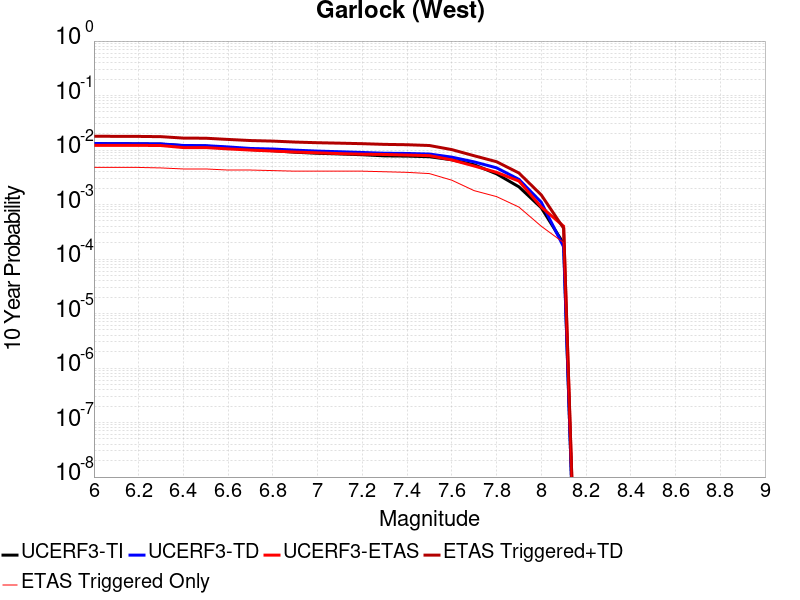 Garlock (West)
10 0
10 -1
10 -2
10 -3
10 -4
10 -5
10 -6
10 -7
10 -8
10 Year Probability
6 6.2 6.4 6.6 6.8 7 7.2 7.4 7.6 7.8 8 8.2 8.4 8.6 8.8 9
Magnitude
UCERF3-TI UCERF3-TD UCERF3-ETAS ETAS Triggered+TD
ETAS Triggered Only